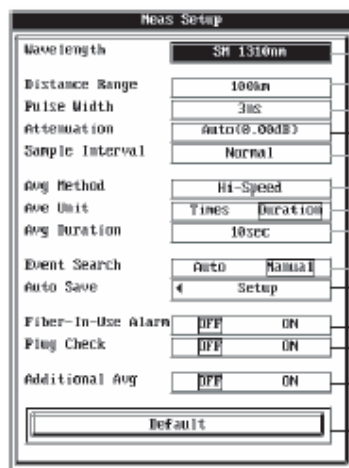 Meas Setup
Wavelength SM 1310nm
Distance Range 100km
Pulse Width 3us
Attenuation Auto(0.00dB)
Sample Interval Normal
Avg Method Hi-Speed
Ave Unit Times Duration
Avg Duration 10sec
Event Search Auto Manual
Auto Save Setup
Fiber-In-Use Alarm OFF ON
Plug Check OFF ON
Additional Avg OFF ON
Default